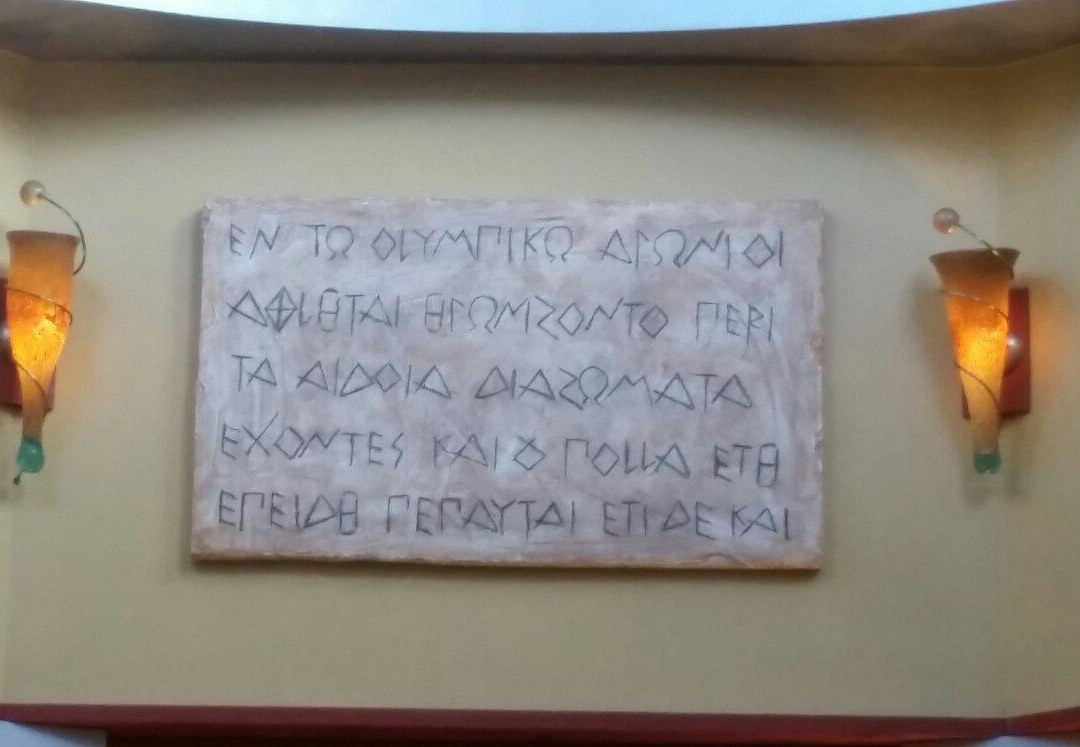 ΕΝ ΤΩ ΟΛΥΜΠΙΚΩ ΑΓΩΝΙ ΟΙ
ΑΘΛΗΤΑΙ ΗΓΩΝΙΖΟΝΤΟ ΠΕΡΙ
ΤΑ ΑΙΔΟΙΑ ΔΙΑΖΩΜΑΤΑ
ΕΧΟΝΤΕΣ ΚΑΙ Ȣ ΠΟΛΛΑ ΕΤΗ
ΕΠΕΙΔΗ ΠΕΠΑΥΤΑΙ ΕΤΙ ΔΕ ΚΑΙ